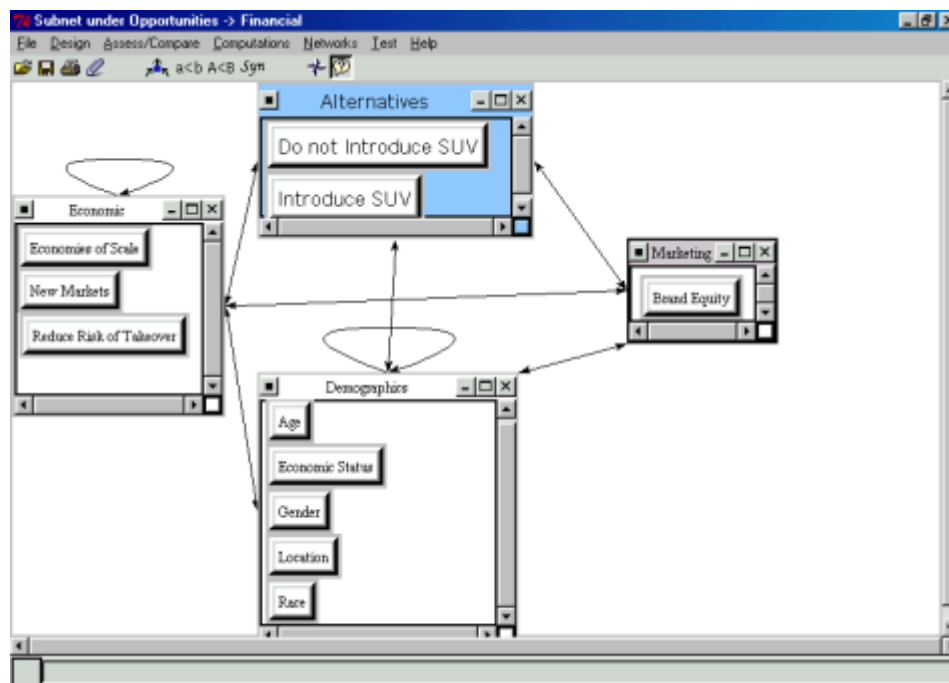 Subnet under Opportunities -> Financial
File Design Assess/Compare Computations Networks Test Help
a<b A<B Syn
Alternatives
Do not Introduce SUV
Introduce SUV
Economic
Economies of Scale
New Markets
Reduce Risk of Takeover
Marketing
Brand Equity
Demographics
Age
Economic Status
Gender
Location
Race